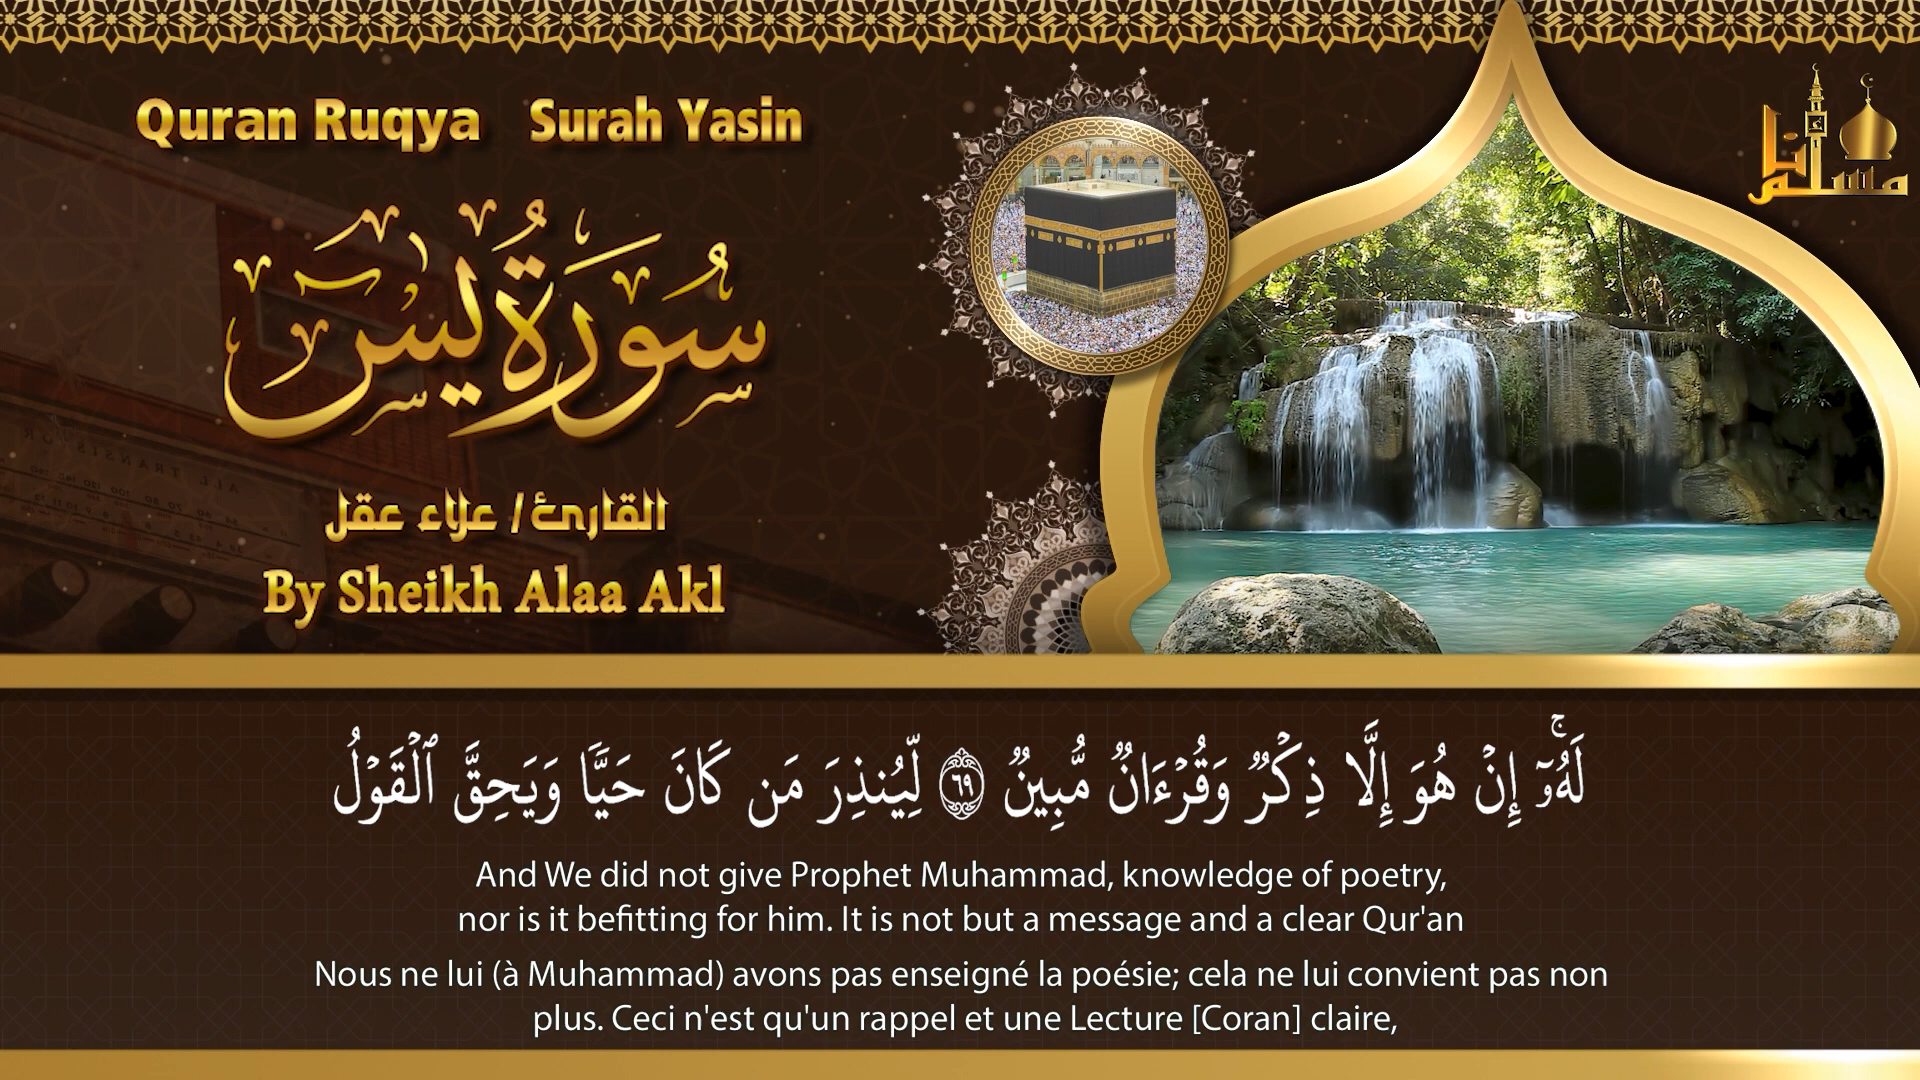 Quran Ruqya Surah Yasin
سورة يس
القارئ / علاء عقل
By Sheikh Alaa Akl
أنا مسلم
لَهُۥٓۚ إِنۡ هُوَ إِلَّا ذِكۡرٞ وَقُرۡءَانٞ مُّبِينٞ ٦٩ لِّيُنذِرَ مَن كَانَ حَيّٗا وَيَحِقَّ ٱلۡقَوۡلُ
And We did not give Prophet Muhammad, knowledge of poetry,
nor is it befitting for him. It is not but a message and a clear Qur'an
Nous ne lui (à Muhammad) avons pas enseigné la poésie; cela ne lui convient pas non
plus. Ceci n'est qu'un rappel et une Lecture [Coran] claire,